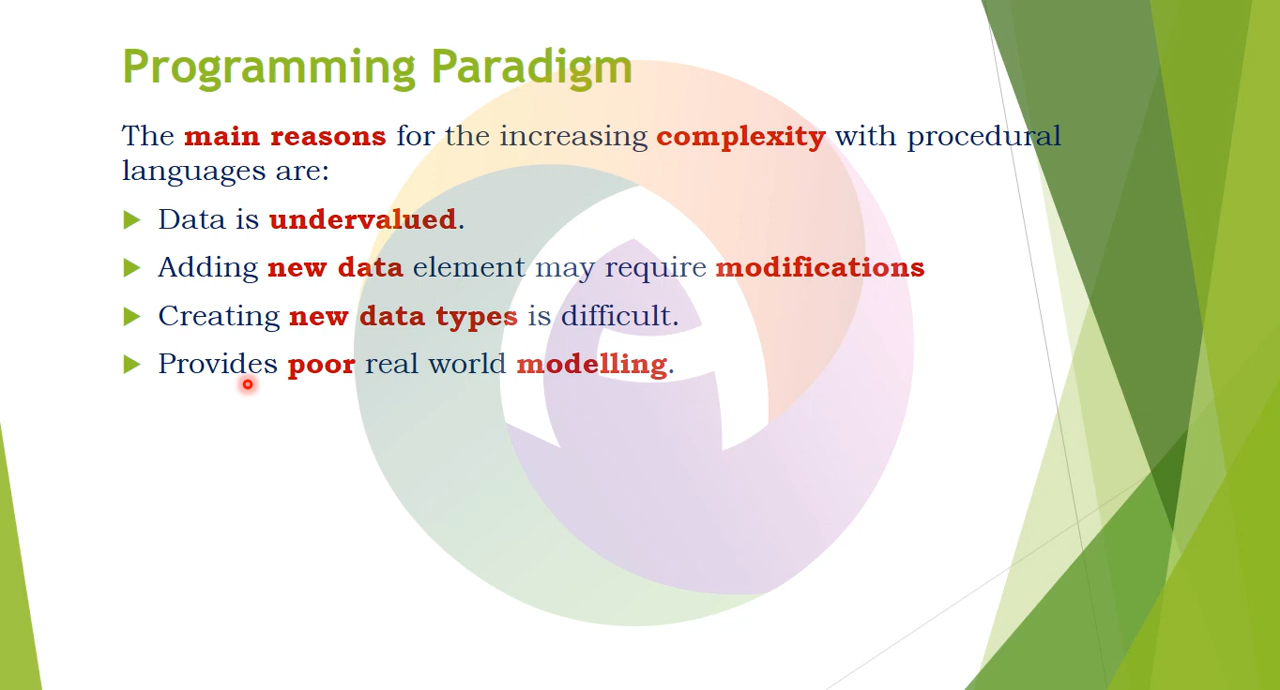 Programming Paradigm
The main reasons for the increasing complexity with procedural
languages are:
Data is undervalued.
Adding new data element may require modifications
Creating new data types is difficult.
Provides poor real world modelling.